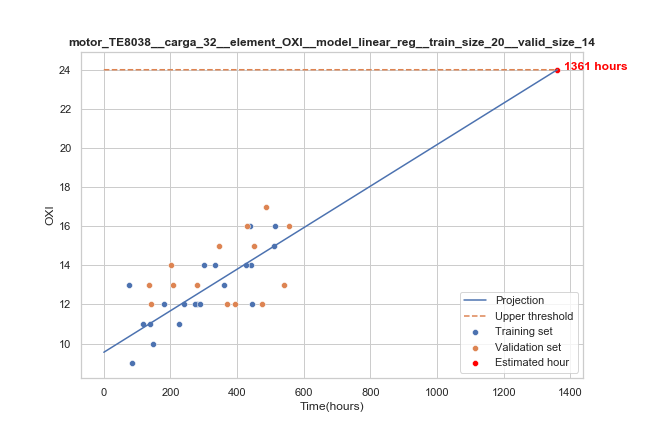 motor_TE8038__carga_32__element_OXI__model_linear_reg__train_size_20__valid_size_14
24
22
20
18
16
14
12
10
OXI
1361 hours
Projection
Upper threshold
Training set
Validation set
Estimated hour
0
200
400
600
800
1000
1200
1400
Time(hours)